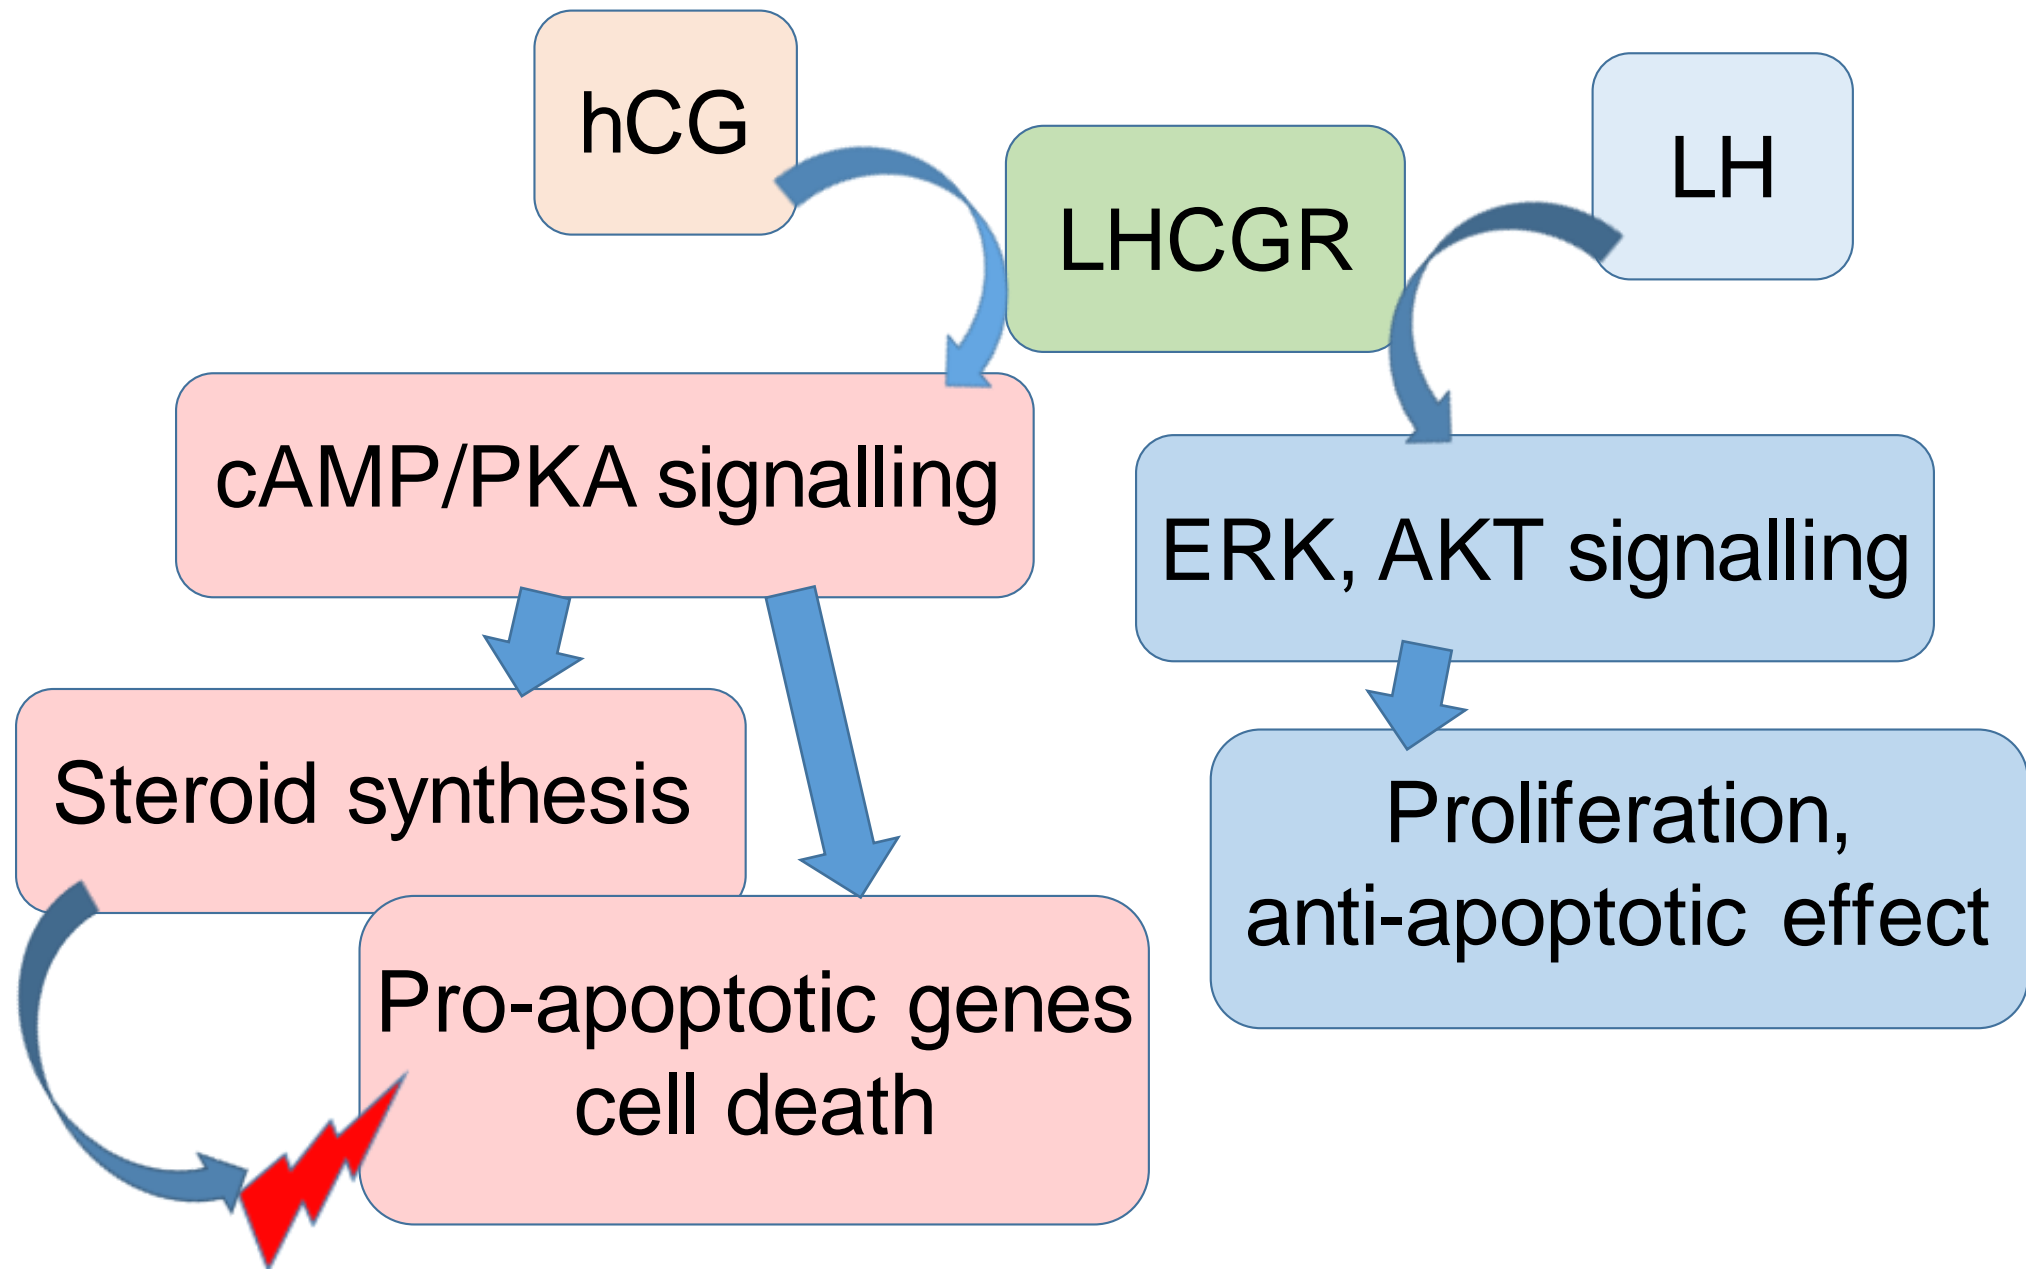 hCG
LHCGR
LH
cAMP/PKA signalling
ERK, AKT signalling
Steroid synthesis
Proliferation,
anti-apoptotic effect
Pro-apoptotic genes
cell death